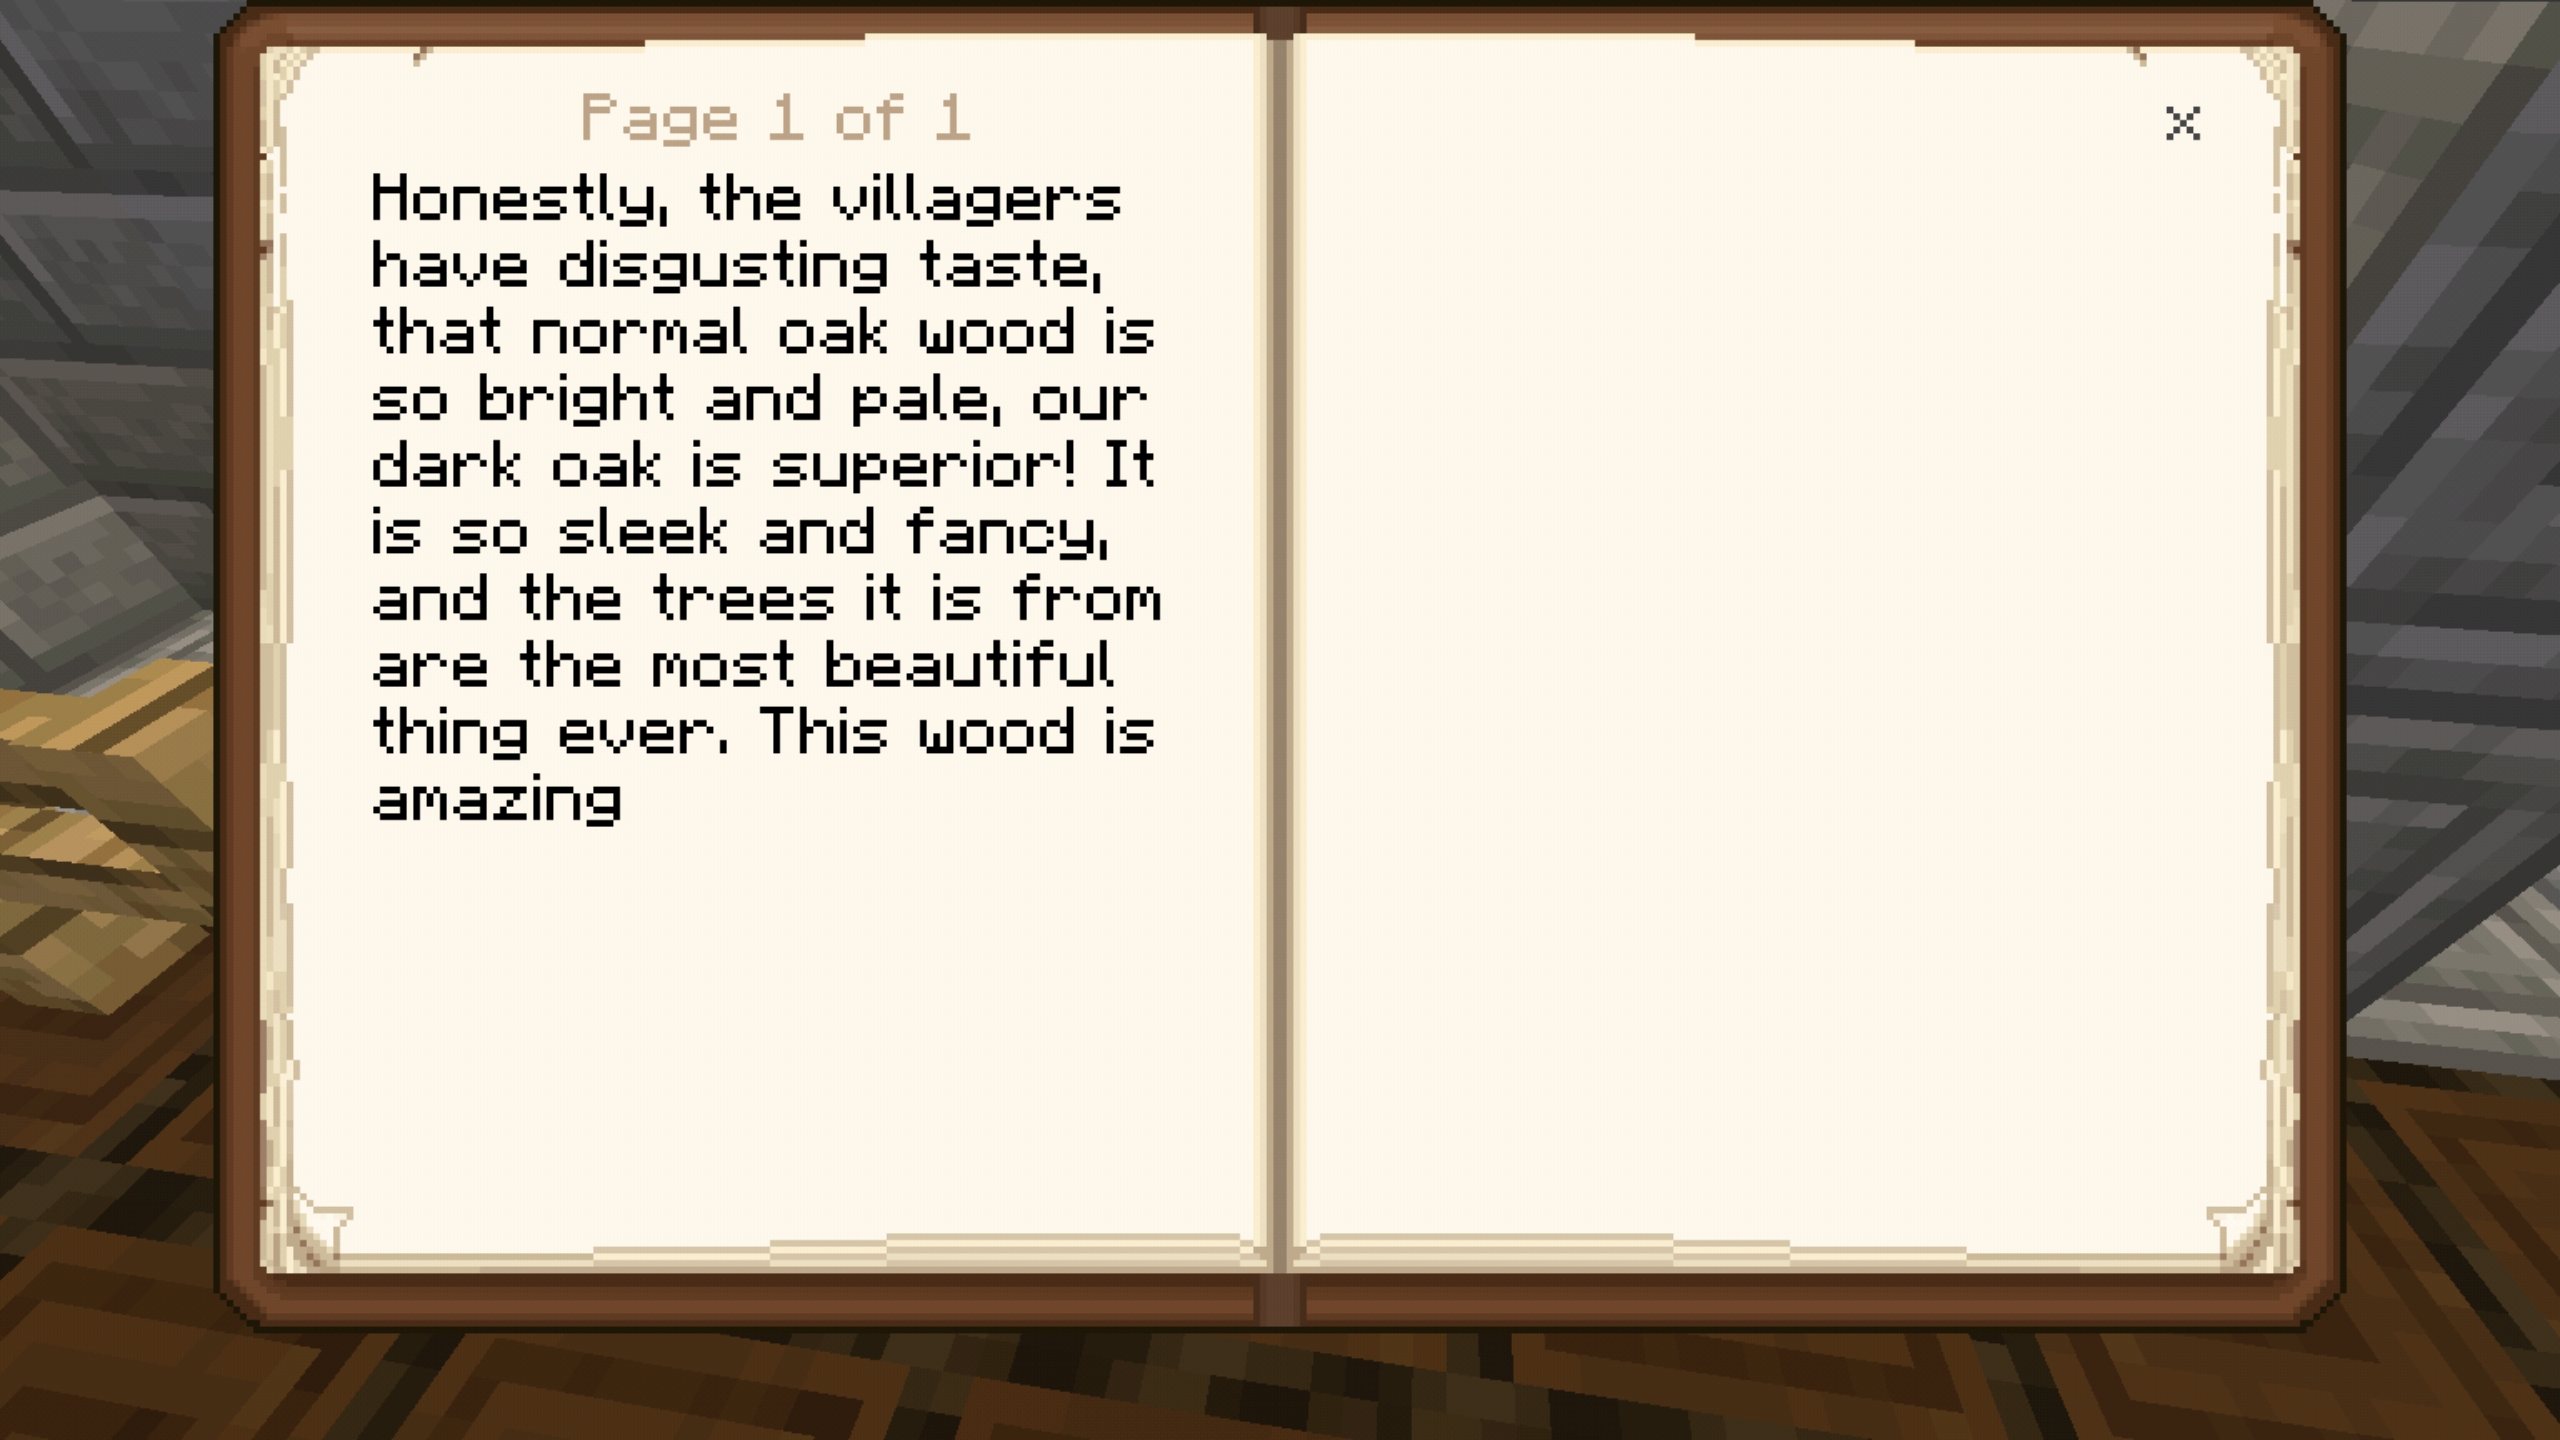 Page 1 of 1
Honestly, the villagers
have disgusting taste,
that normal oak wood is
so bright and pale, our
dark oak is superior! It
is so sleek and fancy,
and the trees it is from
are the most beautiful
thing ever. This wood is
amazing